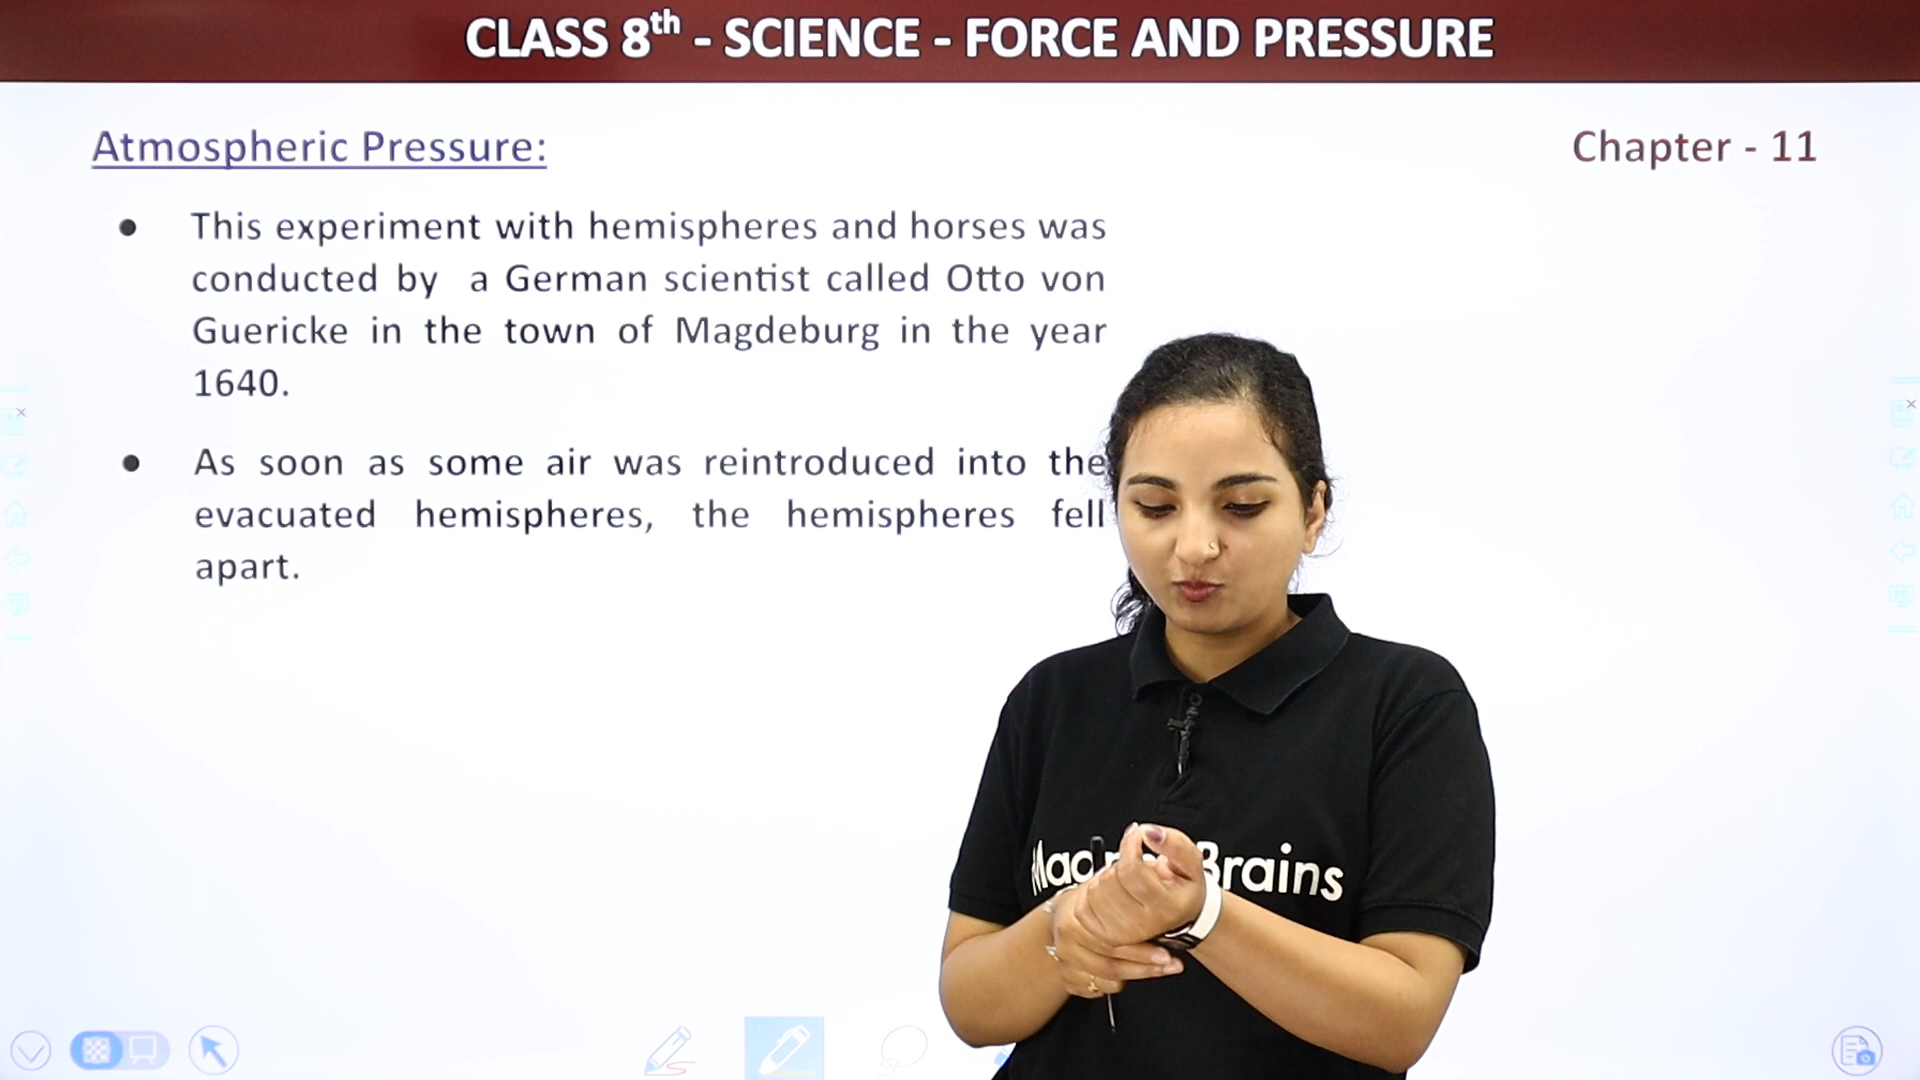 CLASS 8th - SCIENCE - FORCE AND PRESSURE
Atmospheric Pressure:
Chapter - 11
● This experiment with hemispheres and horses was
conducted by a German scientist called Otto von
Guericke in the town of Magdeburg in the year
1640.
● As soon as some air was reintroduced into the
evacuated hemispheres, the hemispheres fell
apart.
Brains